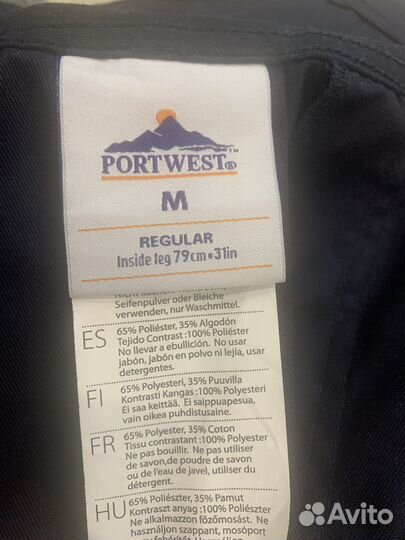 PORTWEST®™
M
REGULAR
Inside leg 79cm•31in
Seifenpulver oder Bleiche
verwenden, nur Waschmittel.
ES 65% Poliéster, 35% Algodón
Tejido Contrast :100% Poliéster
No llevar a ebullición. No usar
jabón, jabón en polvo ni lejía, usar
detergentes.
FI 65% Polyesteri, 35% Puuvilla
Kontrasti Kangas :100% Polyesteri
Ei saa keittää. Ei saippuapesua,
vain oikein puhdistusaine.
FR 65% Polyester, 35% Coton
Tissu contrastant :100% Polyester
Ne pas bouillir. Ne pas utiliser
de savon,de poudre de savon
ou de l'eau de javel, utiliser du
détergent.
HU 65% Poliészter, 35% Pamut
Kontraszt anyag :100% Poliészter
Ne alkalmazzon főzőmosást. Ne
használjon szappant, mosóport
Avito